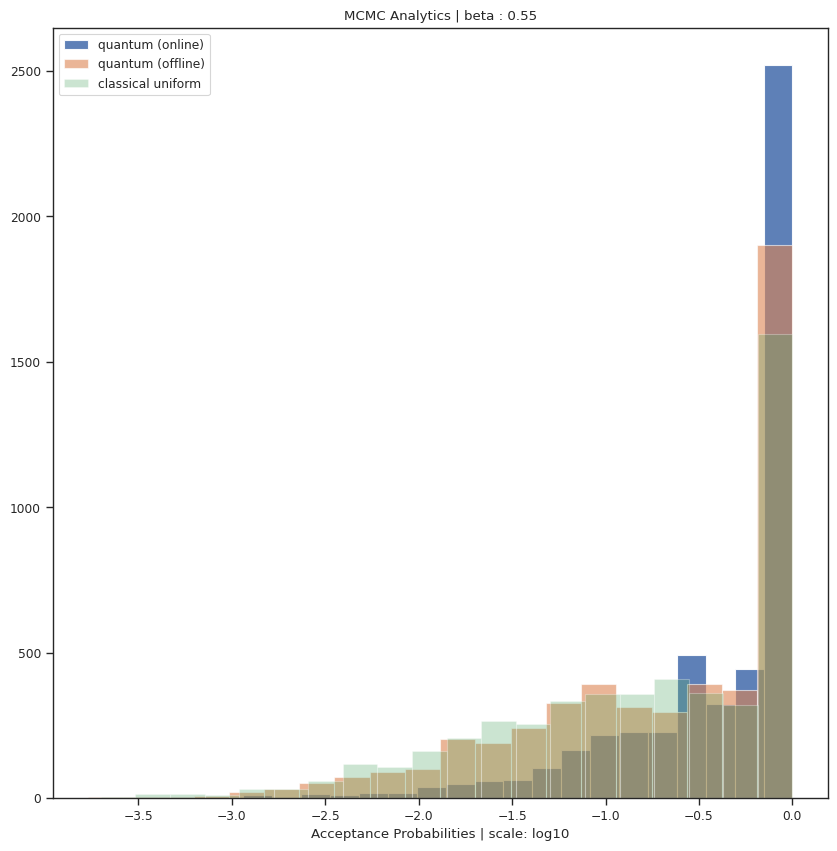 MCMC Analytics | beta : 0.55
quantum (online)
quantum (offline)
classical uniform
2500
2000
1500
1000
500
0
−3.5 −3.0 −2.5 −2.0 −1.5 −1.0 −0.5 0.0
Acceptance Probabilities | scale: log10